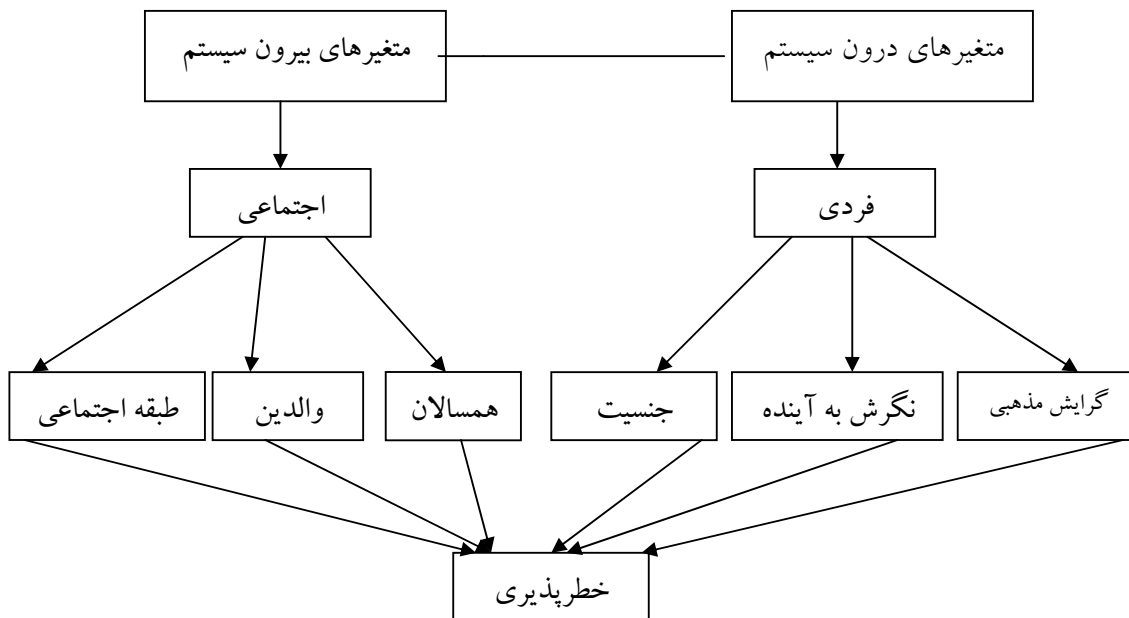 متغیرهای درون سیستم
متغیرهای بیرون سیستم
فردی
اجتماعی
گرایش مذهبی
نگرش به آینده
جنسیت
همسالان
والدین
طبقه اجتماعی
خطرپذیری